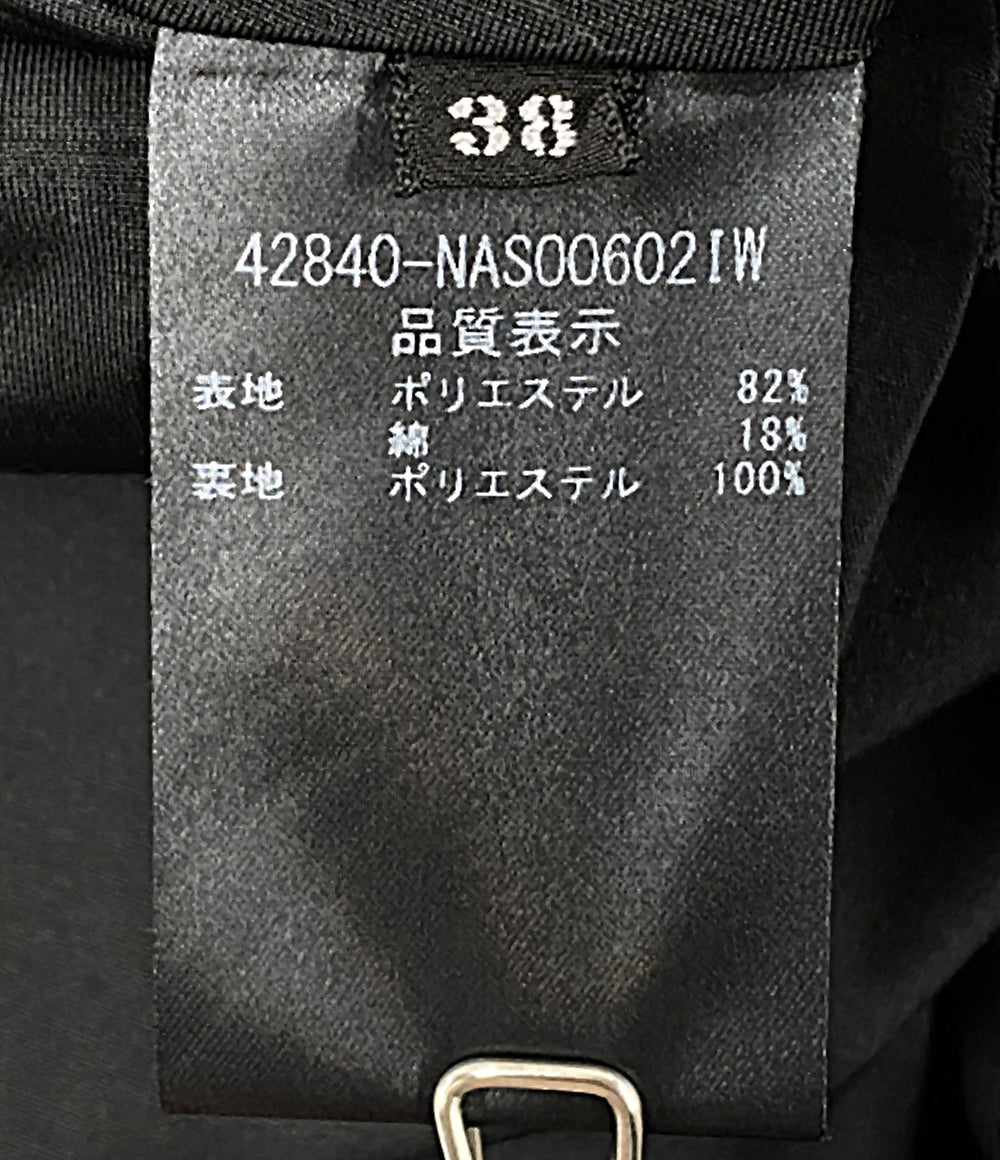 38
42840-NAS00602IW
品質表示
表地 ポリエステル 82%
綿 18%
裏地 ポリエステル 100%